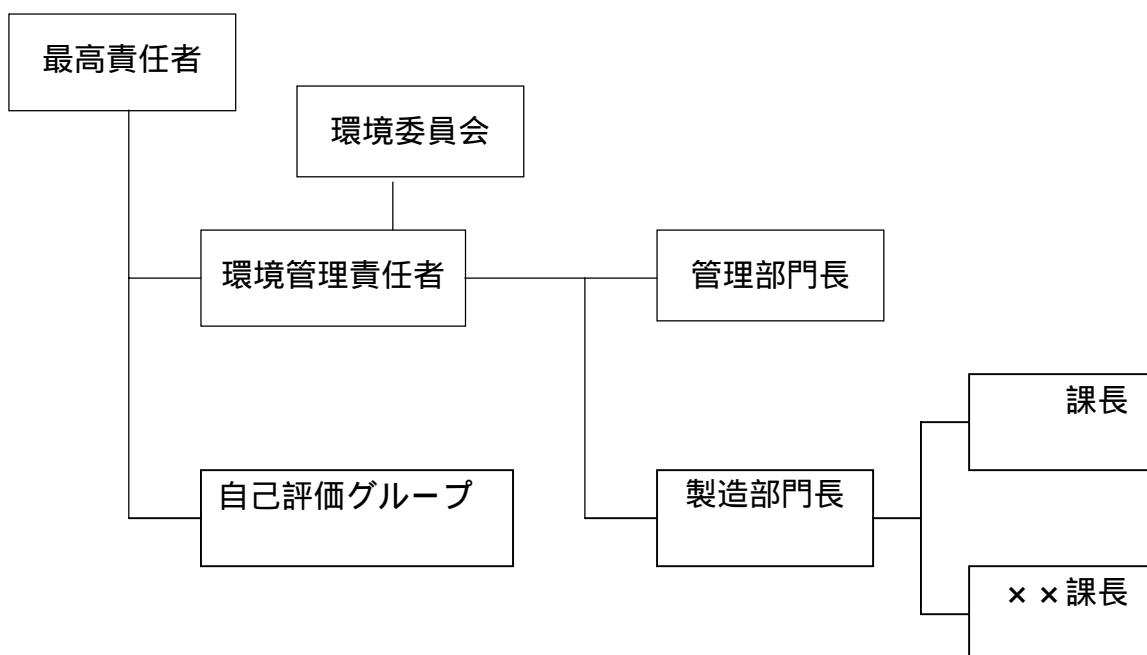 最高責任者
環境委員会
環境管理責任者
管理部門長
課長
自己評価グループ
製造部門長
××課長